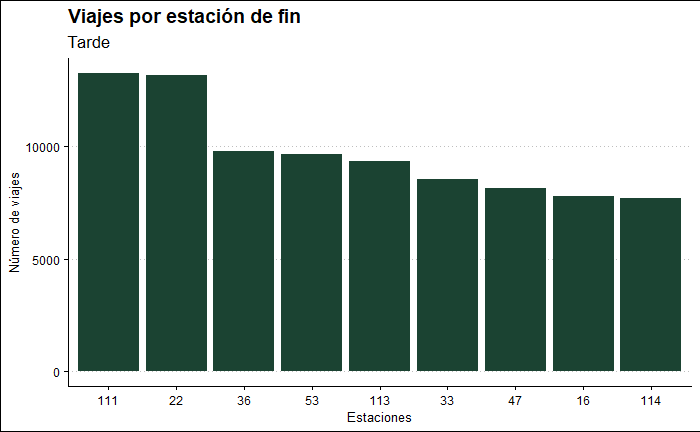 Viajes por estación de fin
Tarde
Número de viajes
10000
5000
0
111 22 36 53 113 33 47 16 114
Estaciones